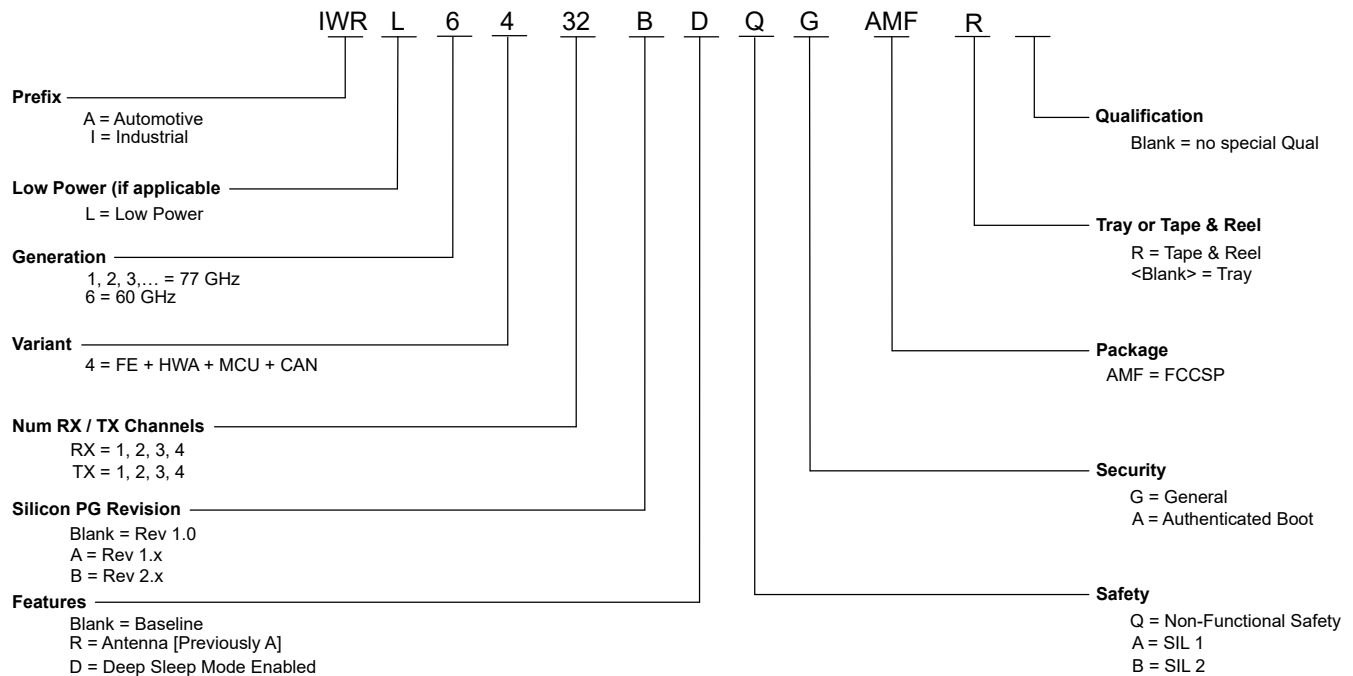 IWR L 6 4 32 B D Q G AMF R
Prefix
A = Automotive
I = Industrial
Low Power (if applicable
L = Low Power
Generation
1, 2, 3,… = 77 GHz
6 = 60 GHz
Variant
4 = FE + HWA + MCU + CAN
Num RX / TX Channels
RX = 1, 2, 3, 4
TX = 1, 2, 3, 4
Silicon PG Revision
Blank = Rev 1.0
A = Rev 1.x
B = Rev 2.x
Features
Blank = Baseline
R = Antenna [Previously A]
D = Deep Sleep Mode Enabled
Qualification
Blank = no special Qual
Tray or Tape & Reel
R = Tape & Reel
<Blank> = Tray
Package
AMF = FCCSP
Security
G = General
A = Authenticated Boot
Safety
Q = Non-Functional Safety
A = SIL 1
B = SIL 2